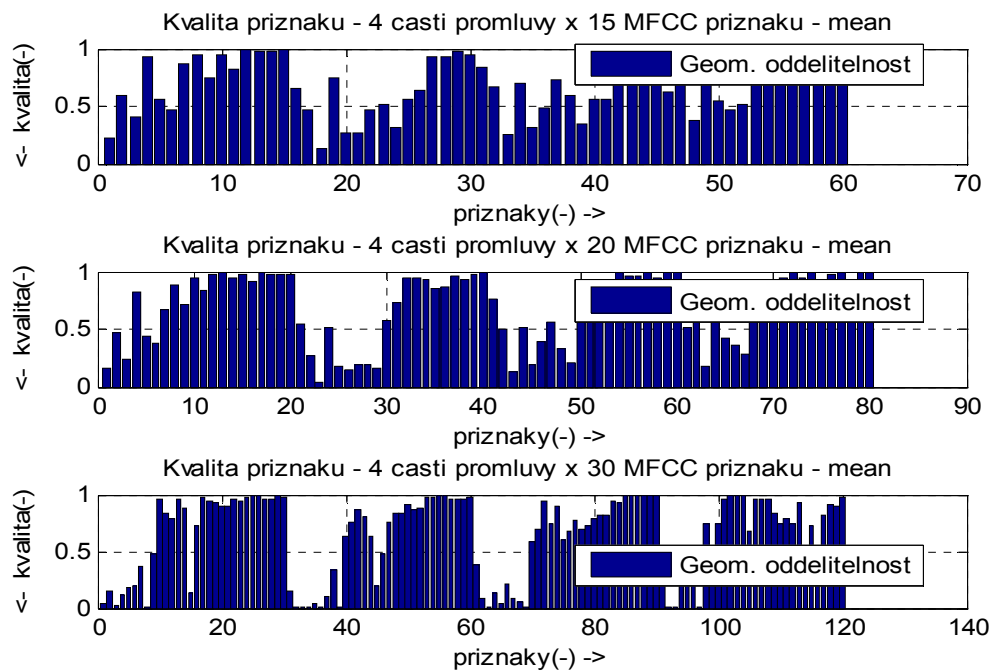 Kvalita priznaku - 4 casti promluvy x 15 MFCC priznaku - mean
<- kvalita(-)
1
0.5
0
Geom. oddelitelnost
0 10 20 30 40 50 60 70
priznaky(-) ->
Kvalita priznaku - 4 casti promluvy x 20 MFCC priznaku - mean
<- kvalita(-)
1
0.5
0
Geom. oddelitelnost
0 10 20 30 40 50 60 70 80 90
priznaky(-) ->
Kvalita priznaku - 4 casti promluvy x 30 MFCC priznaku - mean
<- kvalita(-)
1
0.5
0
Geom. oddelitelnost
0 20 40 60 80 100 120 140
priznaky(-) ->